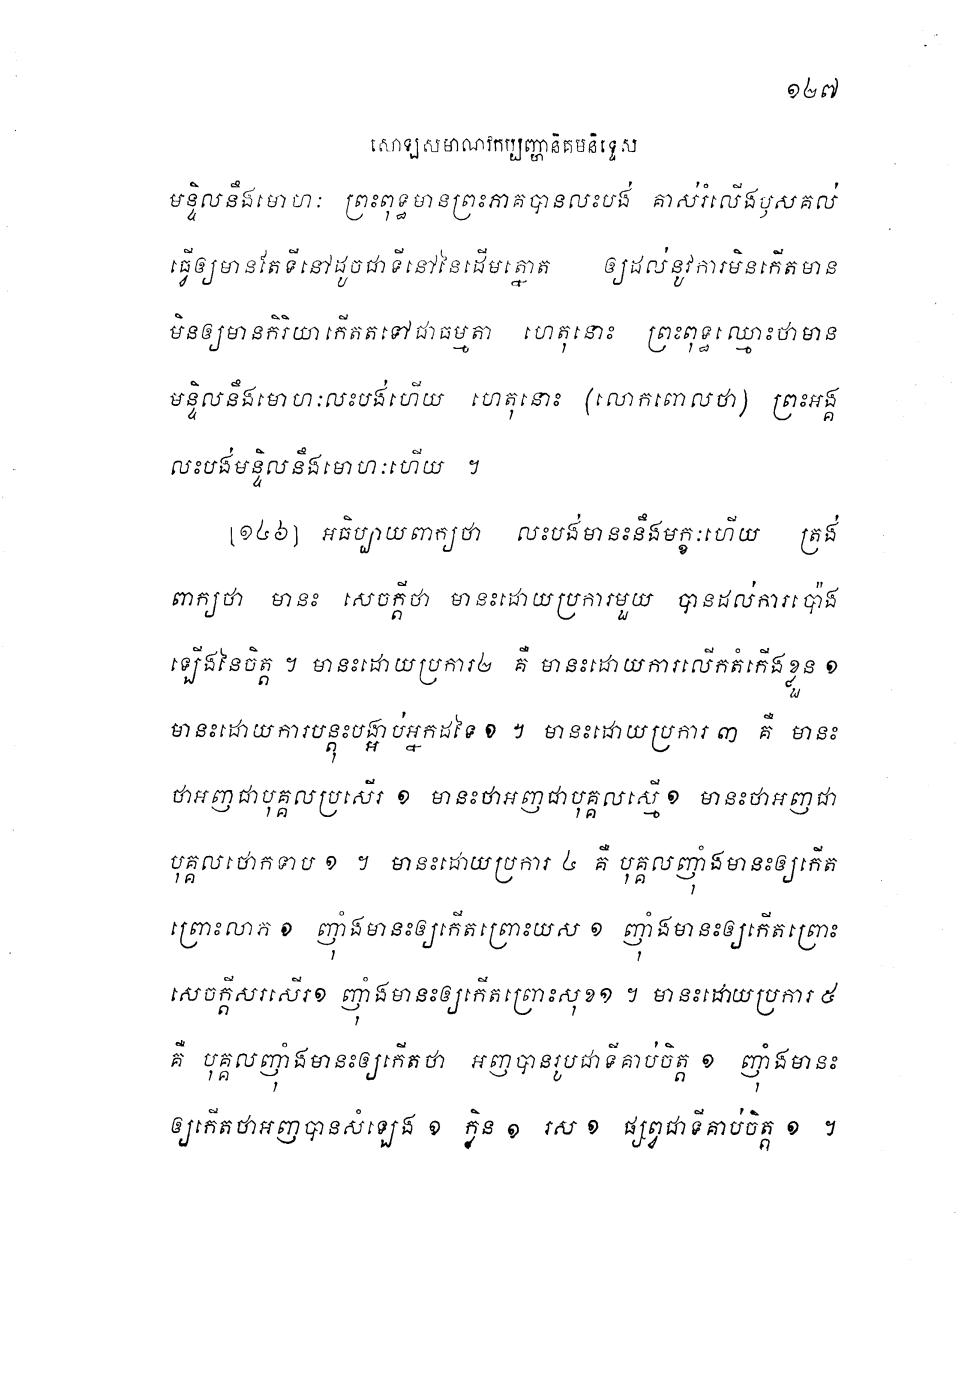 ១៤៧
សោឡសមាណវកប្បញ្ហានិគមនិទ្ទេស
មន្ទិលនឹងមោហៈ ព្រះពុទ្ធមានព្រះភាគបានលះបង់ គាស់រំលើងឫសគល់
ធ្វើឲ្យមានតែទីនៅដូចជាទីនៅនៃដើមត្នោត ឲ្យដល់នូវការមិនកើតមាន
មិនឲ្យមានកិរិយាកើតតទៅជាធម្មតា ហេតុនោះ ព្រះពុទ្ធឈ្មោះថាមាន
មន្ទិលនឹងមោហៈលះបង់ហើយ ហេតុនោះ (លោកពោលថា) ព្រះអង្គ
លះបង់មន្ទិលនឹងមោហៈហើយ ។
[១៤៦] អធិប្បាយពាក្យថា លះបង់មានះនឹងមក្ខៈហើយ ត្រង់
ពាក្យថា មានះ សេចក្តីថា មានះដោយប្រការមួយ បានដល់ការប៉ោង
ឡើងនៃចិត្ត ។ មានះដោយប្រការ២ គឺ មានះដោយការលើកតំកើងខ្លួន ១
មានះដោយការបន្តុះបង្អាប់អ្នកដទៃ ១ ។ មានះដោយប្រការ ៣ គឺ មានះ
ថាអញជាបុគ្គលប្រសើរ ១ មានះថាអញជាបុគ្គលស្មើ ១ មានះថាអញជា
បុគ្គលថោកទាប ១ ។ មានះដោយប្រការ ៤ គឺ បុគ្គលញុំាងមានះឲ្យកើត
ព្រោះលាភ ១ ញុំាងមានះឲ្យកើតព្រោះយស ១ ញុំាងមានះឲ្យកើតព្រោះ
សេចក្តីសរសើរ១ ញុំាងមានះឲ្យកើតព្រោះសុខ១ ។ មានះដោយប្រការ ៥
គឺ បុគ្គលញុំាងមានះឲ្យកើតថា អញបានរូបជាទីគាប់ចិត្ត ១ ញុំាងមានះ
ឲ្យកើតថាអញបានសំឡេង ១ ក្លិន ១ រស ១ ផ្សព្វជាទីគាប់ចិត្ត ១ ។